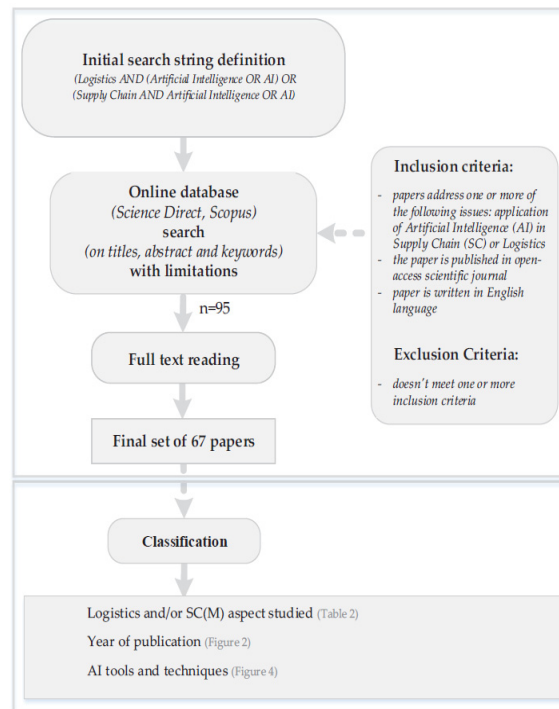 Initial search string definition
(Logistics AND (Artificial Intelligence OR AI) OR
(Supply Chain AND Artificial Intelligence OR AI)
Online database
(Science Direct, Scopus)
search
(on titles, abstract and keywords)
with limitations
Inclusion criteria:
- papers address one or more of
the following issues: application
of Artificial Intelligence (AI) in
Supply Chain (SC) or Logistics
- the paper is published in open-
access scientific journal
- paper is written in English
language
Exclusion Criteria:
- doesn't meet one or more
inclusion criteria
n=95
Full text reading
Final set of 67 papers
Classification
Logistics and/or SC(M) aspect studied (Table 2)
Year of publication (Figure 2)
AI tools and techniques (Figure 4)